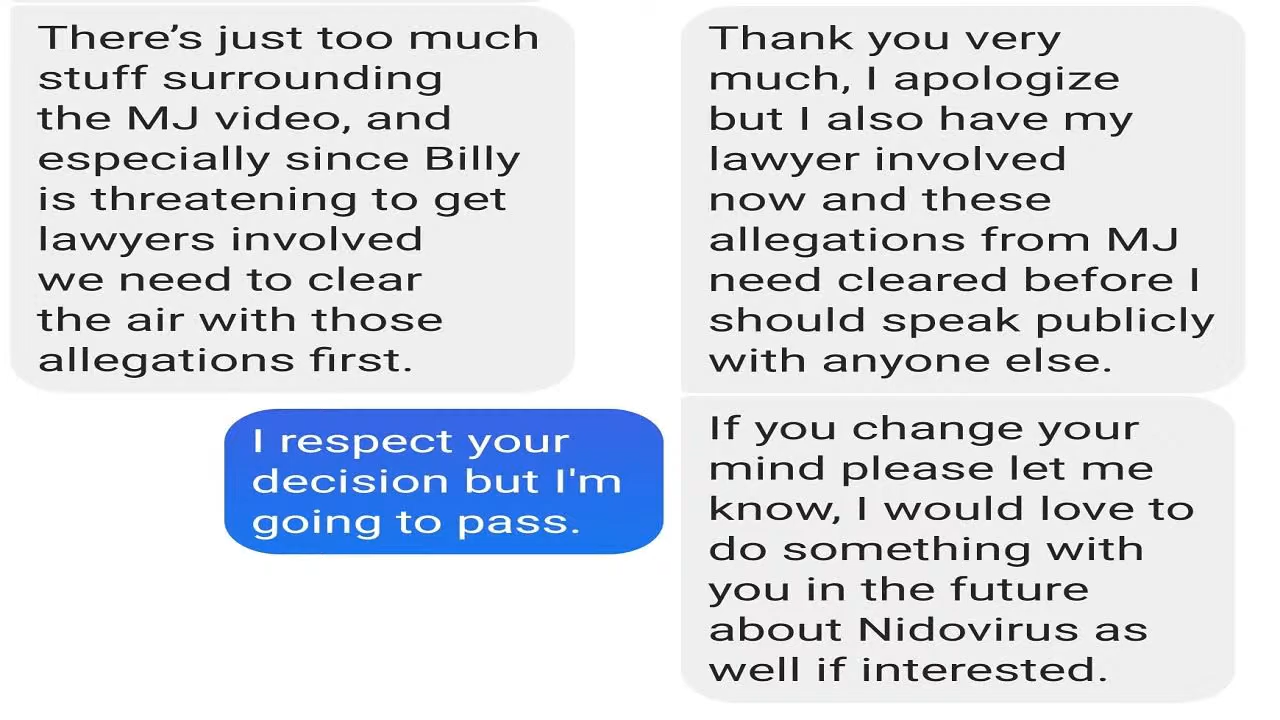 There’s just too much
stuff surrounding
the MJ video, and
especially since Billy
is threatening to get
lawyers involved
we need to clear
the air with those
allegations first.
I respect your
decision but I'm
going to pass.
Thank you very
much, I apologize
but I also have my
lawyer involved
now and these
allegations from MJ
need cleared before I
should speak publicly
with anyone else.
If you change your
mind please let me
know, I would love to
do something with
you in the future
about Nidovirus as
well if interested.